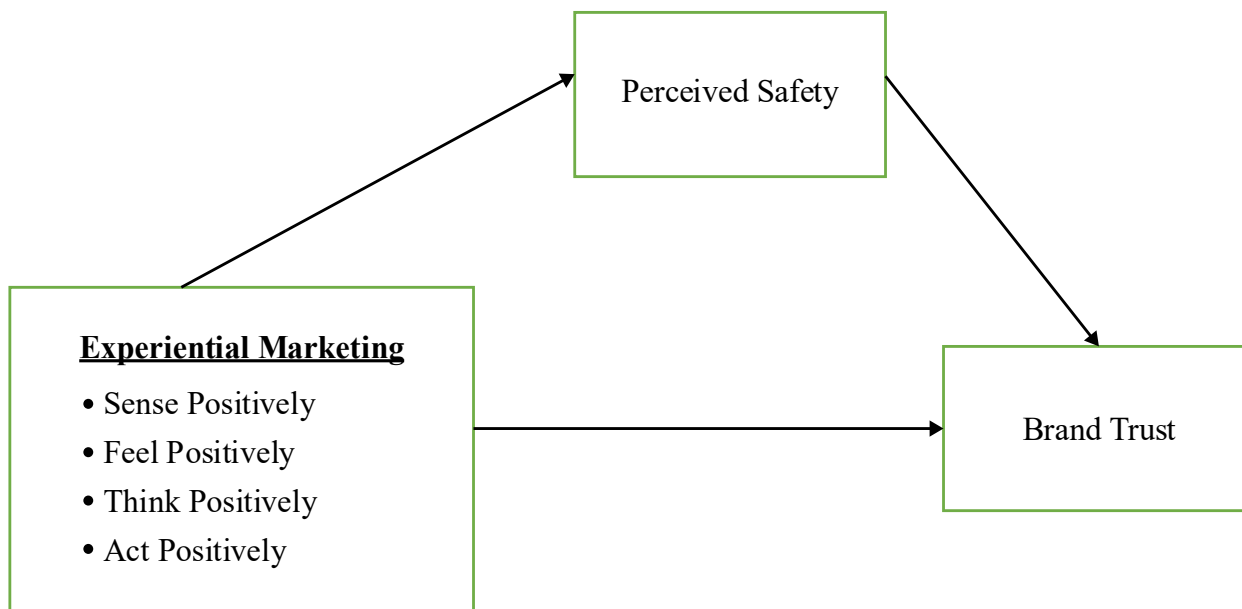 Perceived Safety
Experiential Marketing
• Sense Positively
• Feel Positively
• Think Positively
• Act Positively
Brand Trust